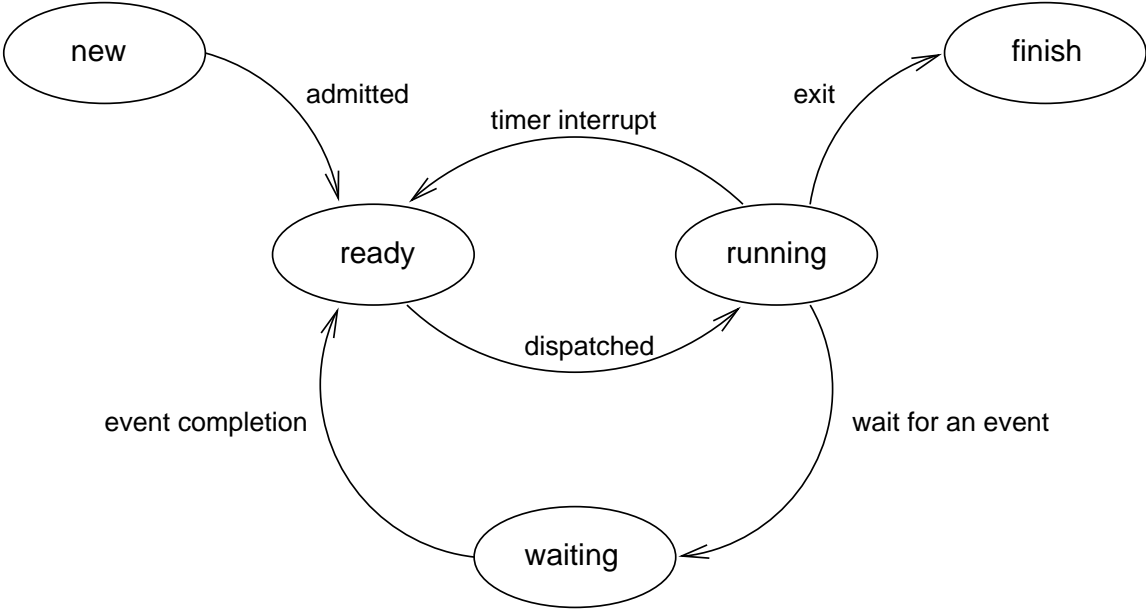 new
finish
admitted
exit
timer interrupt
ready
running
dispatched
event completion
wait for an event
waiting